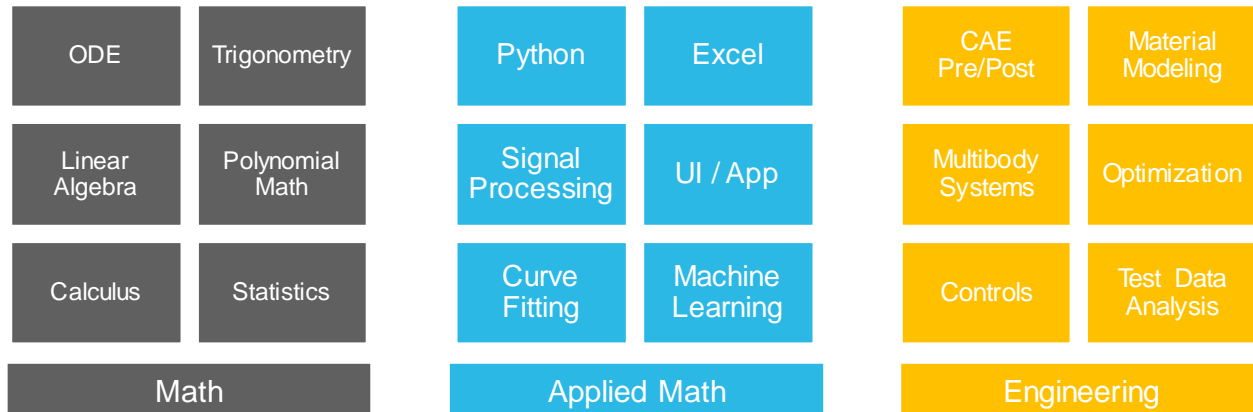 ODE
Trigonometry
Linear
Algebra
Polynomial
Math
Calculus
Statistics
Math
Python
Excel
Signal
Processing
UI / App
Curve
Fitting
Machine
Learning
Applied Math
CAE
Pre/Post
Material
Modeling
Multibody
Systems
Optimization
Controls
Test Data
Analysis
Engineering